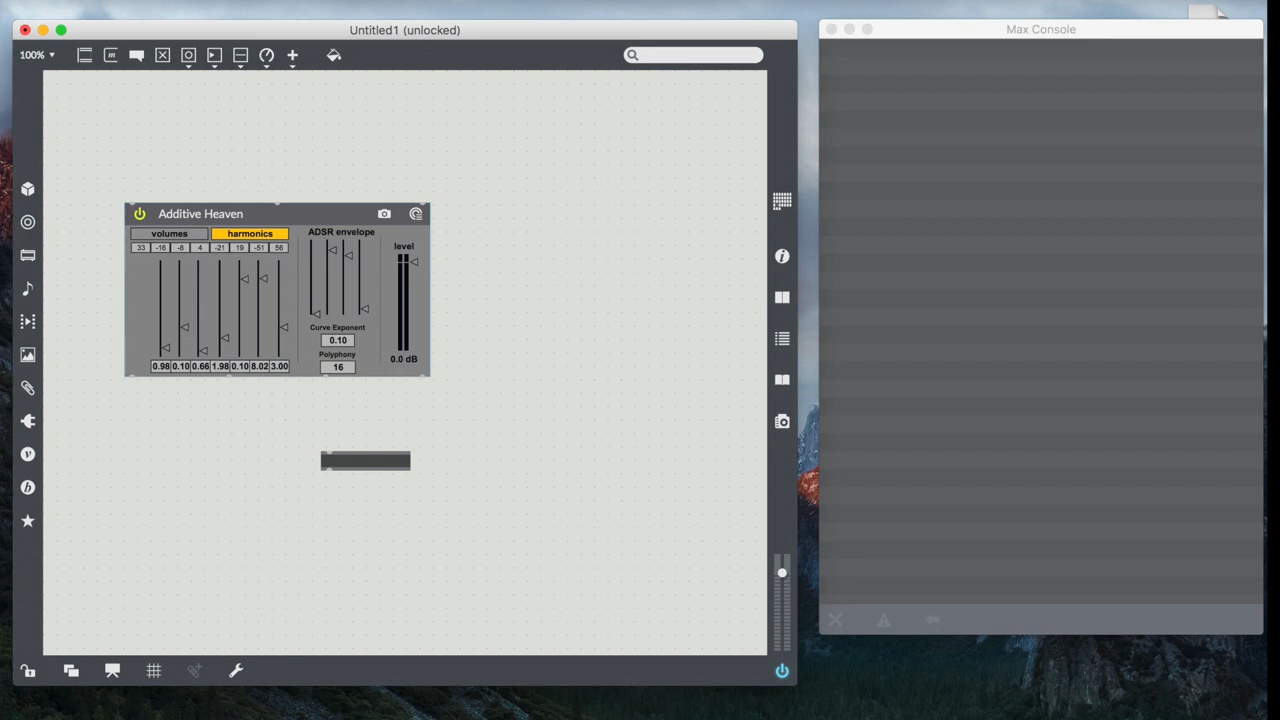 Untitled1 (unlocked)
Max Console
100%
Additive Heaven
volumes harmonics
ADSR envelope
level
33 -16 -8 4 -21 19 -51 56
Curve Exponent
0.10
Polyphony
16
0.0 dB
0.98 0.10 0.66 1.98 0.10 8.02 3.00